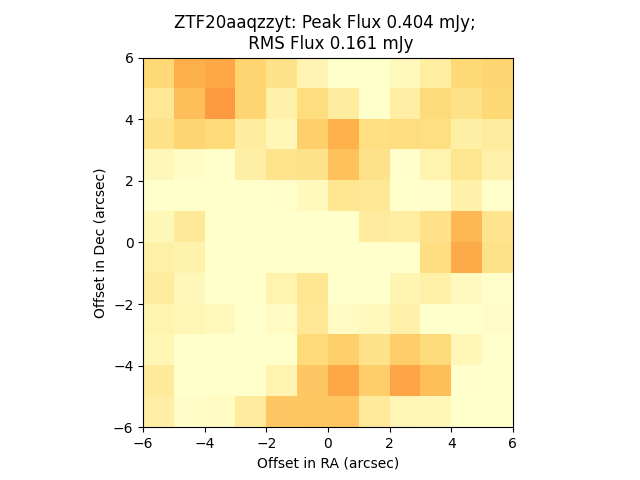 ZTF20aaqzzyt: Peak Flux 0.404 mJy;
RMS Flux 0.161 mJy
6
4
2
0
−2
−4
−6
Offset in Dec (arcsec)
−6 −4 −2 0 2 4 6
Offset in RA (arcsec)